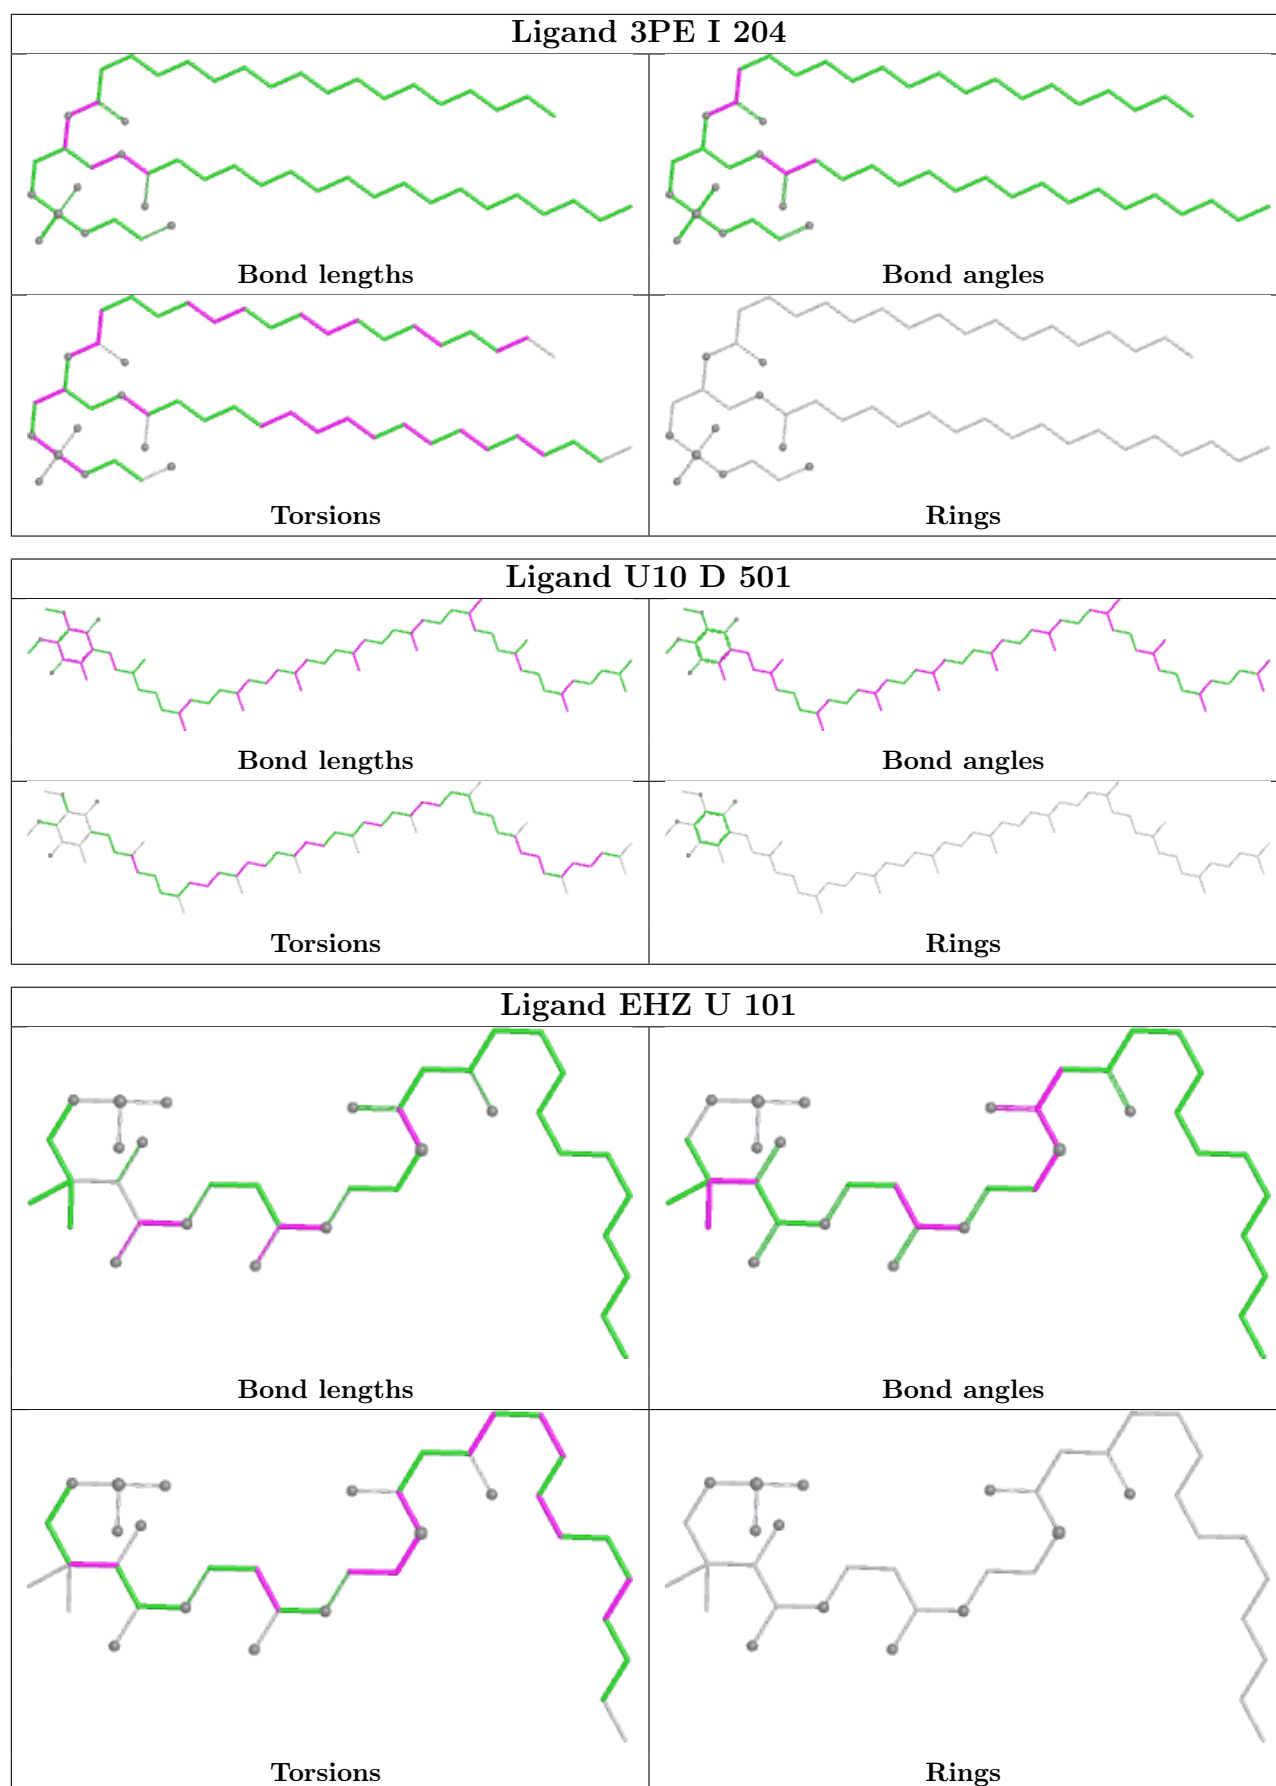 Ligand 3PE I 204
Bond lengths
Bond angles
Torsions
Rings
Ligand U10 D 501
Bond lengths
Bond angles
Torsions
Rings
Ligand EHZ U 101
Bond lengths
Bond angles
Torsions
Rings